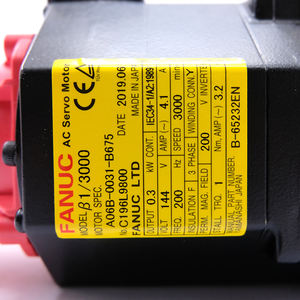 FANUC AC Servo Motor
MODEL β1/3000
MOTOR SPEC.
A06B-0031-B675
No. C196L9800 DATE 2019.06
FANUC LTD MADE IN JAPAN
OUTPUT 0.3 kW CONT. IEC34-1/A2:1989
VOLT 144 V AMP (~) 4.1 A
FREQ. 200 Hz SPEED 3000 min
INSULATION F 3 PHASE WINDING CONN. Y
PERM. MAG. FIELD 200 V INVERTE
STALL TRQ. 1 Nm, AMP (~) 3.2
MANUAL PART NUMBER B-65232EN
YAMANASHI JAPAN